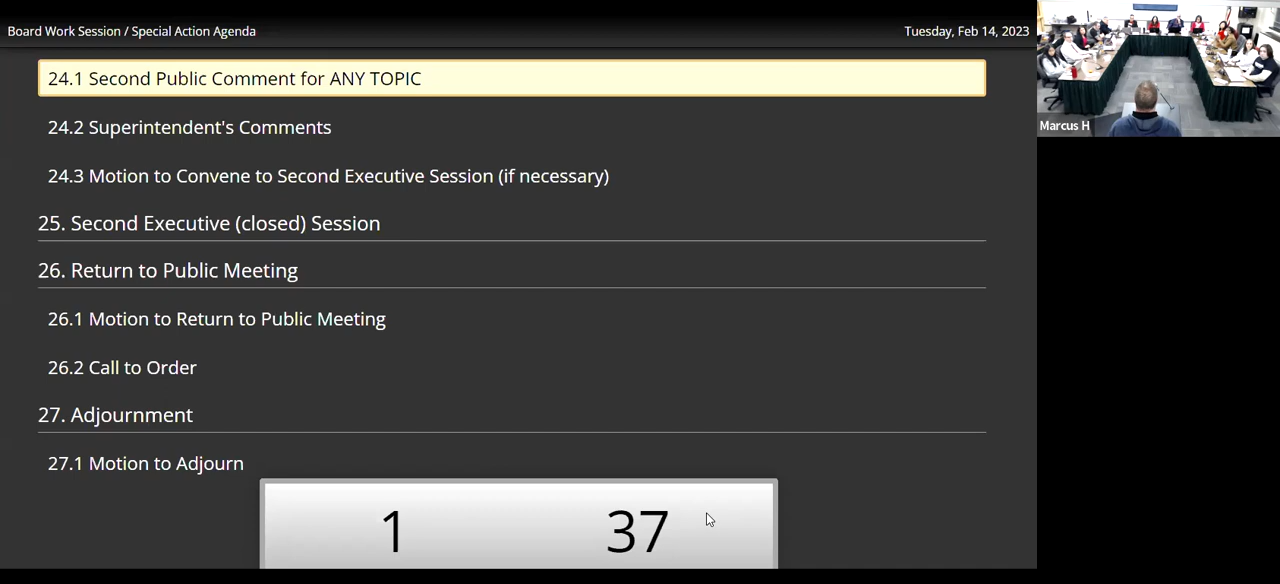 Board Work Session / Special Action Agenda
Tuesday, Feb 14, 2023
24.1 Second Public Comment for ANY TOPIC
24.2 Superintendent's Comments
24.3 Motion to Convene to Second Executive Session (if necessary)
25. Second Executive (closed) Session
26. Return to Public Meeting
26.1 Motion to Return to Public Meeting
26.2 Call to Order
27. Adjournment
27.1 Motion to Adjourn
1 37
Marcus H